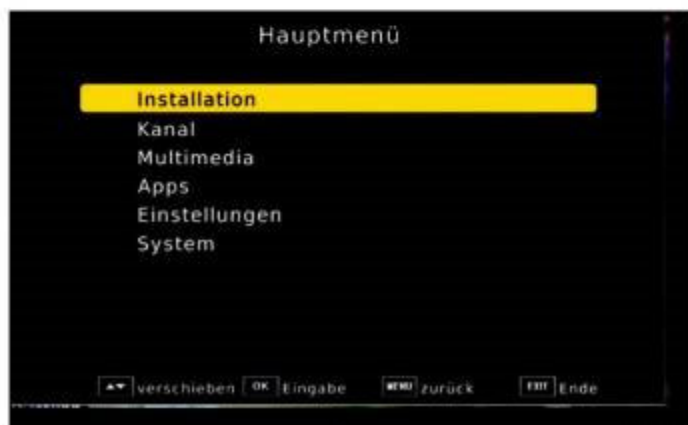 Hauptmenü
Installation
Kanal
Multimedia
Apps
Einstellungen
System
▲▼ verschieben OK Eingabe MENU zurück EXIT Ende